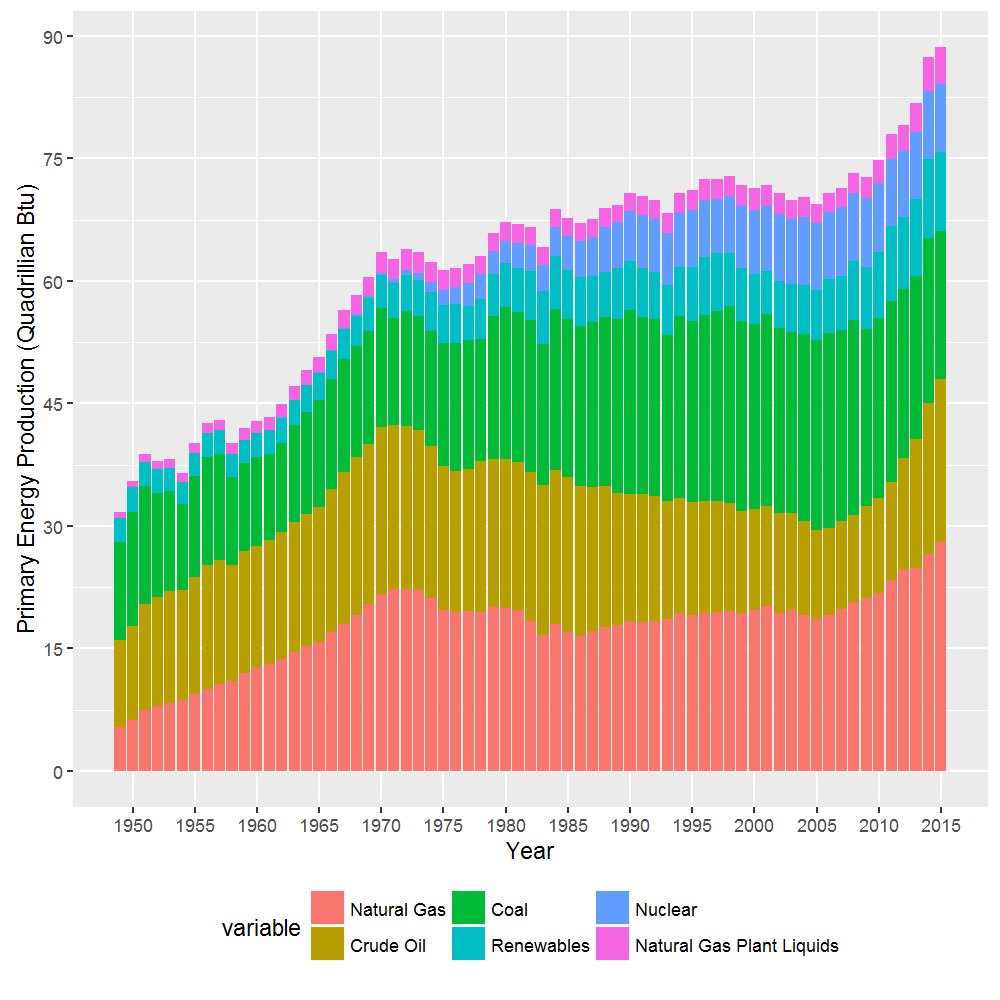 Primary Energy Production (Quadrillian Btu)
90
75
60
45
30
15
0
1950 1955 1960 1965 1970 1975 1980 1985 1990 1995 2000 2005 2010 2015
Year
variable
Natural Gas Coal Nuclear
Crude Oil Renewables Natural Gas Plant Liquids